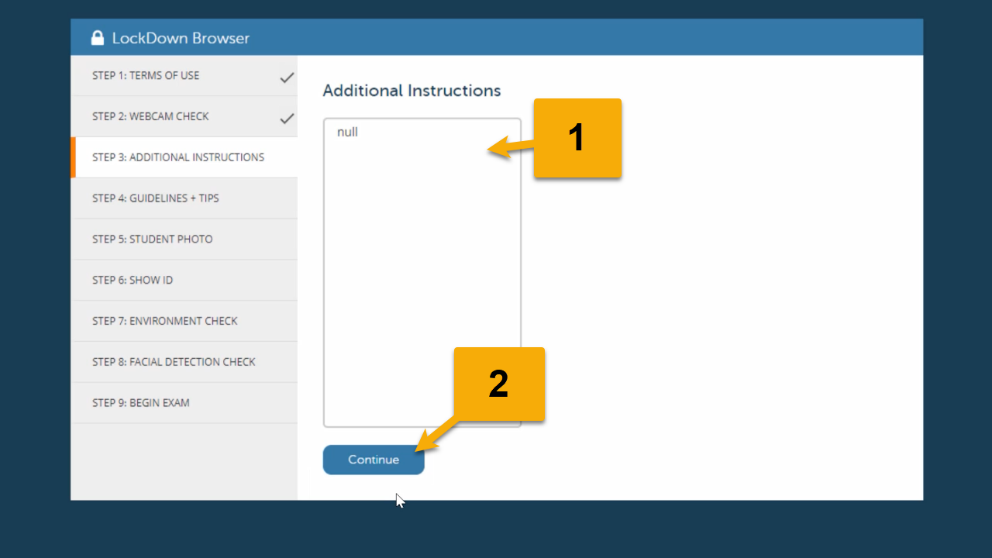 LockDown Browser
STEP 1: TERMS OF USE
STEP 2: WEBCAM CHECK
STEP 3: ADDITIONAL INSTRUCTIONS
STEP 4: GUIDELINES + TIPS
STEP 5: STUDENT PHOTO
STEP 6: SHOW ID
STEP 7: ENVIRONMENT CHECK
STEP 8: FACIAL DETECTION CHECK
STEP 9: BEGIN EXAM
Additional Instructions
null
1
2
Continue